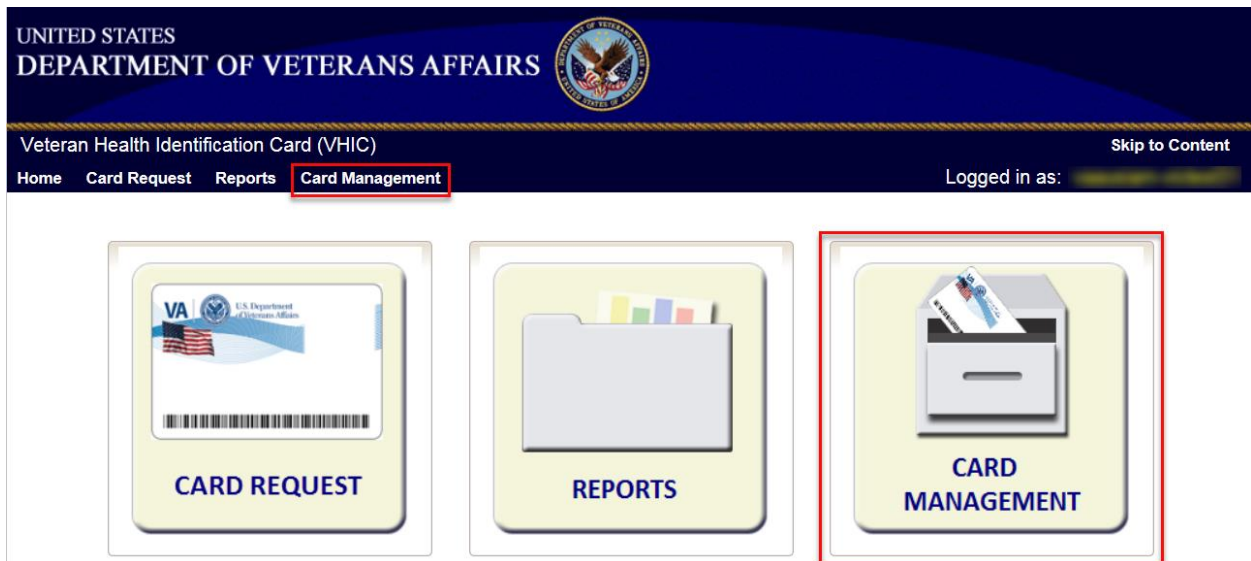 UNITED STATES
DEPARTMENT OF VETERANS AFFAIRS
Veteran Health Identification Card (VHIC)
Skip to Content
Home Card Request Reports Card Management
Logged in as:
VA
U.S. Department
of Veterans Affairs
CARD REQUEST
REPORTS
CARD
MANAGEMENT